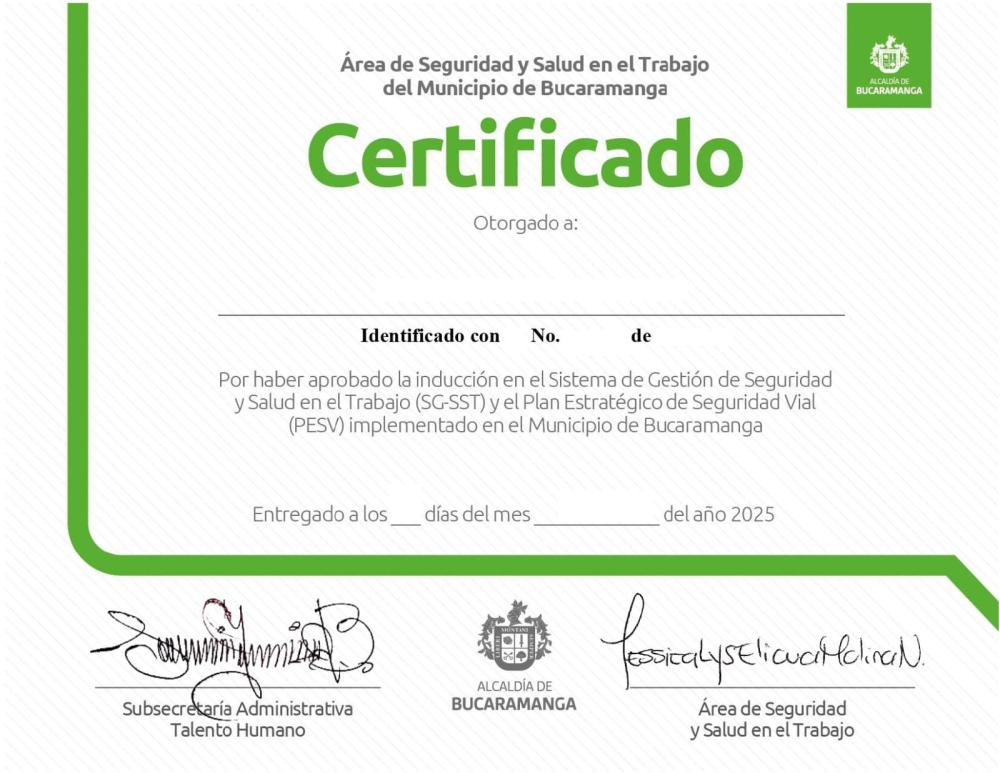 Área de Seguridad y Salud en el Trabajo
del Municipio de Bucaramanga
ALCALDÍA DE
BUCARAMANGA
Certificado
Otorgado a:
Identificado con No. de
Por haber aprobado la inducción en el Sistema de Gestión de Seguridad
y Salud en el Trabajo (SG-SST) y el Plan Estratégico de Seguridad Vial
(PESV) implementado en el Municipio de Bucaramanga
Entregado a los ___ días del mes ____________ del año 2025
Subsecretaría Administrativa
Talento Humano
ALCALDÍA DE
BUCARAMANGA
Área de Seguridad
y Salud en el Trabajo